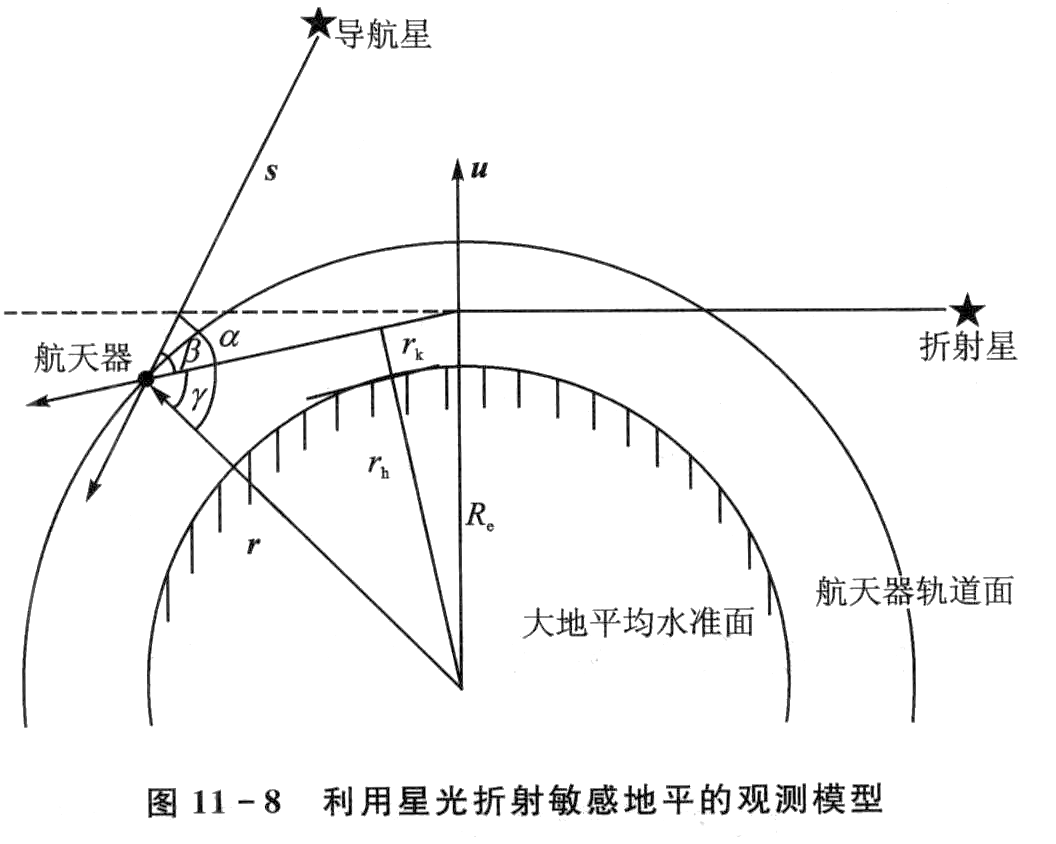 导航星
s
u
α
β
γ
航天器
折射星
r_k
r_h
R_e
r
航天器轨道面
大地平均水准面
图 11-8 利用星光折射敏感地平的观测模型